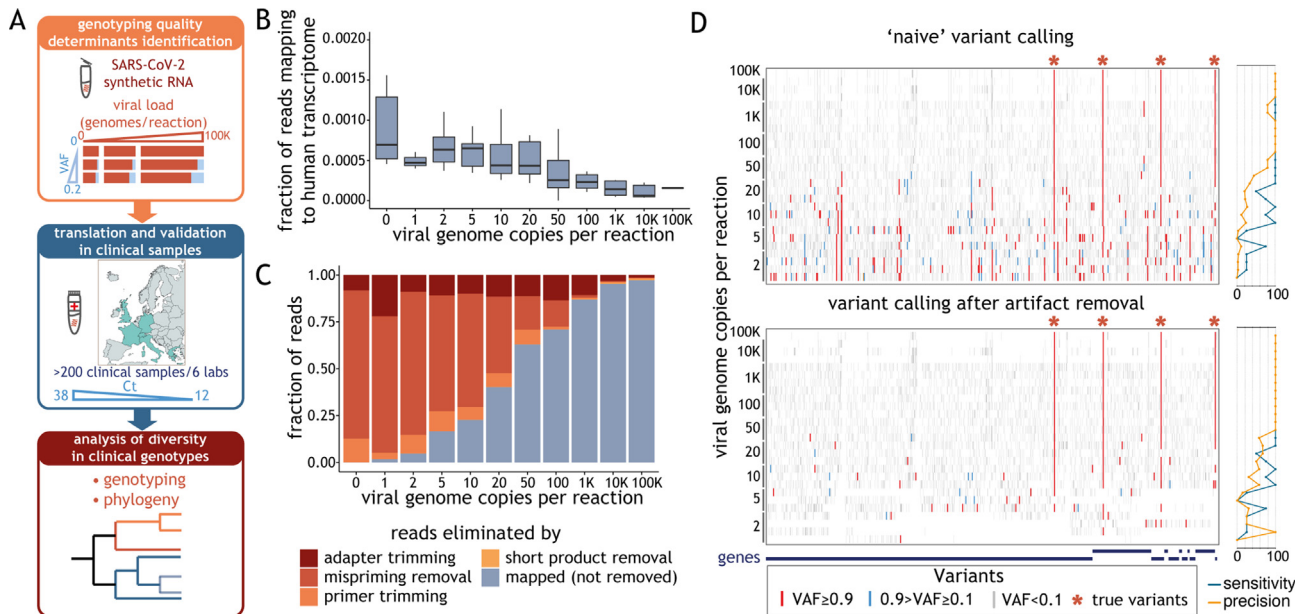 A
genotyping quality
determinants identification
SARS-CoV-2
synthetic RNA
viral load
(genomes/reaction)
0
100K
0
VAF
0.2
translation and validation
in clinical samples
>200 clinical samples/6 labs
Ct
38
12
analysis of diversity
in clinical genotypes
• genotyping
• phylogeny
B
fraction of reads mapping
to human transcriptome
0.0020
0.0015
0.0010
0.0005
0.0000
0 1 2 5 10 20 50 100 1K 10K 100K
viral genome copies per reaction
C
fraction of reads
1.00
0.75
0.50
0.25
0.00
0 1 2 5 10 20 50 100 1K 10K 100K
viral genome copies per reaction
reads eliminated by
adapter trimming
mispriming removal
primer trimming
short product removal
mapped (not removed)
D
'naive' variant calling
* * * *
viral genome copies per reaction
100K
10K
1K
100
50
20
10
5
2
0 100
variant calling after artifact removal
* * * *
100K
10K
1K
100
50
20
10
5
2
0 100
genes
Variants
VAF≥0.9
0.9>VAF≥0.1
VAF<0.1
* true variants
sensitivity
precision